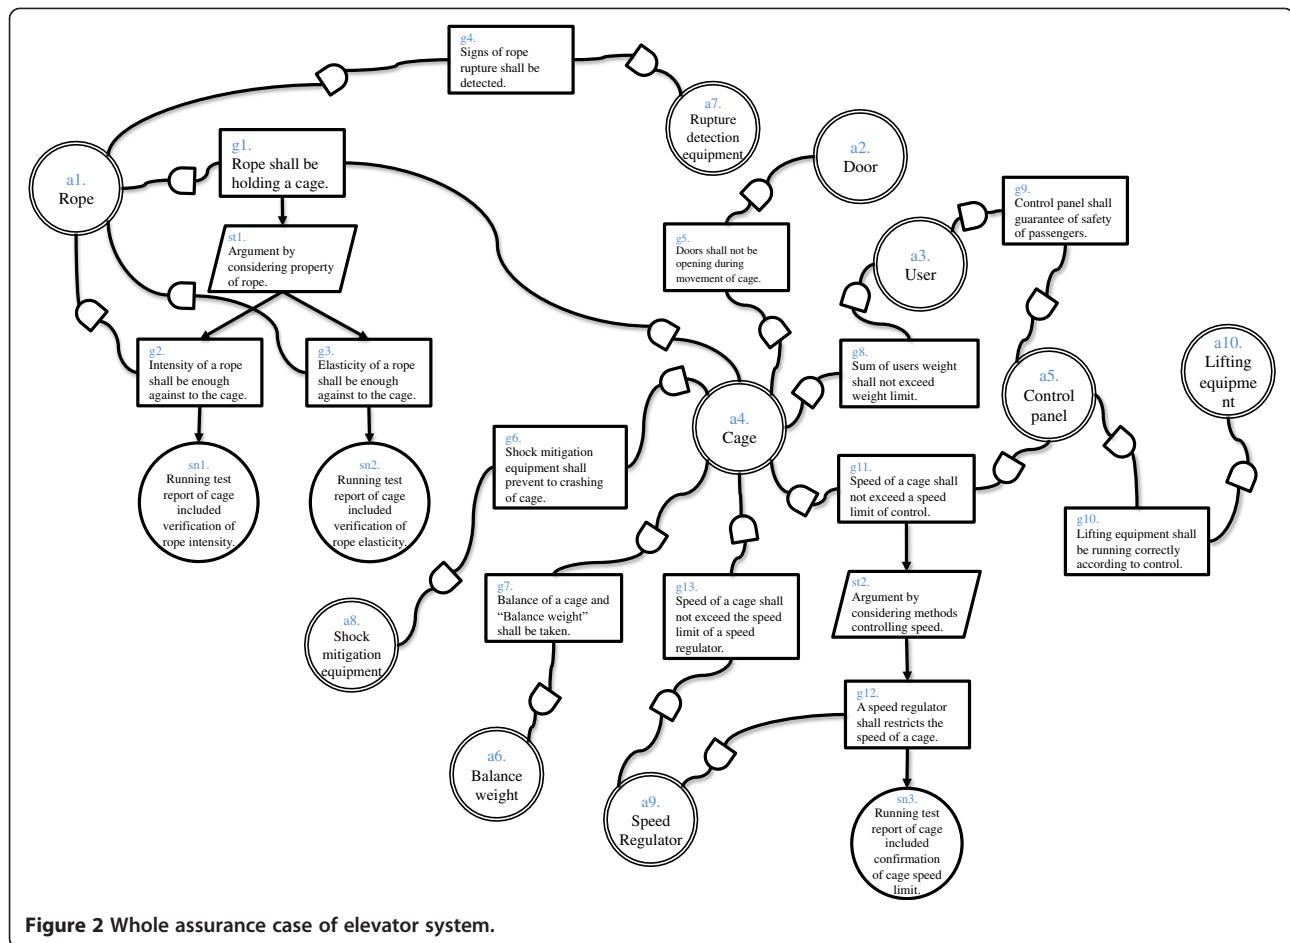 g4.
Signs of rope
rupture shall be
detected.
a7.
Rupture
detection
equipment
a2.
Door
a1.
Rope
g1.
Rope shall be
holding a cage.
g9.
Control panel shall
guarantee of safety
of passengers.
st1.
Argument by
considering property
of rope.
g5.
Doors shall not be
opening during
movement of cage.
a3.
User
g2.
Intensity of a rope
shall be enough
against to the cage.
g3.
Elasticity of a rope
shall be enough
against to the cage.
g8.
Sum of users weight
shall not exceed
weight limit.
a10.
Lifting
equipme
nt
a5.
Control
panel
a4.
Cage
g6.
Shock mitigation
equipment shall
prevent to crashing
of cage.
sn1.
Running test
report of cage
included
verification of
rope intensity.
sn2.
Running test
report of cage
included
verification of
rope elasticity.
g11.
Speed of a cage shall
not exceed a speed
limit of control.
g10.
Lifting equipment shall
be running correctly
according to control.
g7.
Balance of a cage and
“Balance weight”
shall be taken.
g13.
Speed of a cage shall
not exceed the speed
limit of a speed
regulator.
st2.
Argument by
considering methods
controlling speed.
a8.
Shock
mitigation
equipment
g12.
A speed regulator
shall restricts the
speed of a cage.
a6.
Balance
weight
a9.
Speed
Regulator
sn3.
Running test
report of cage
included
confirmation
of cage speed
limit.
Figure 2 Whole assurance case of elevator system.